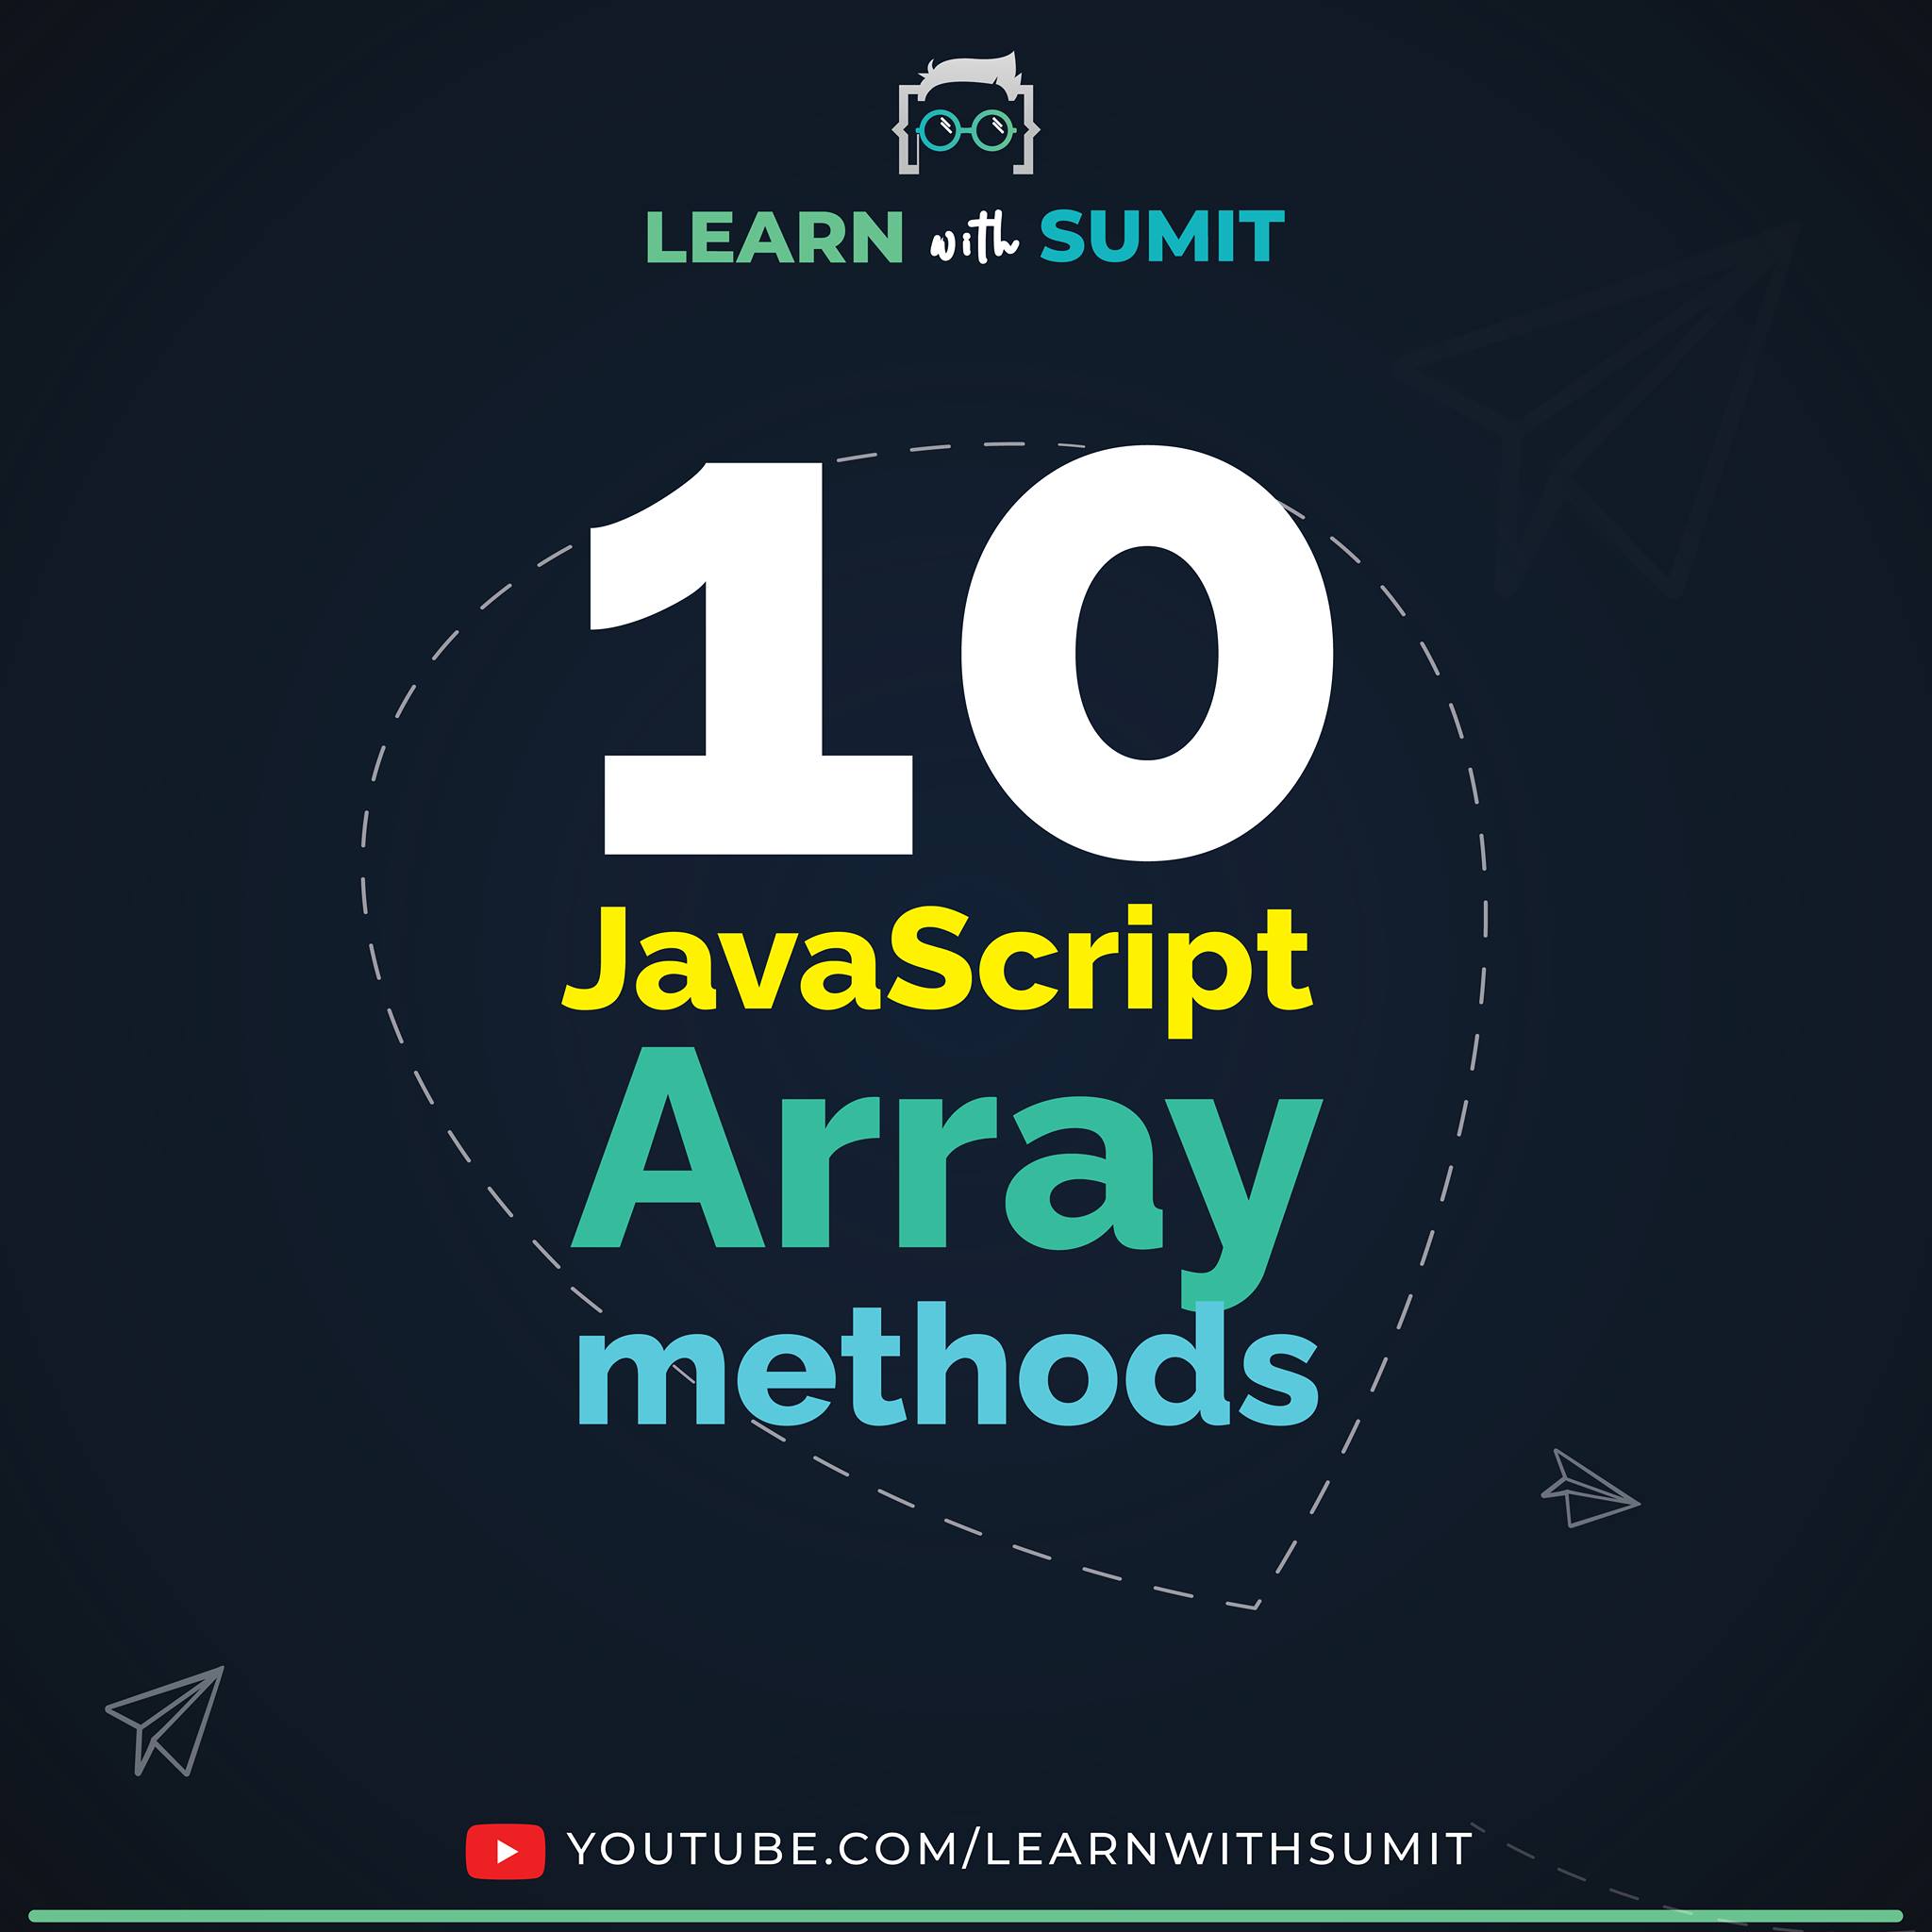 LEARN with SUMIT
10
JavaScript
Array
methods
YOUTUBE.COM/LEARNWITHSUMIT